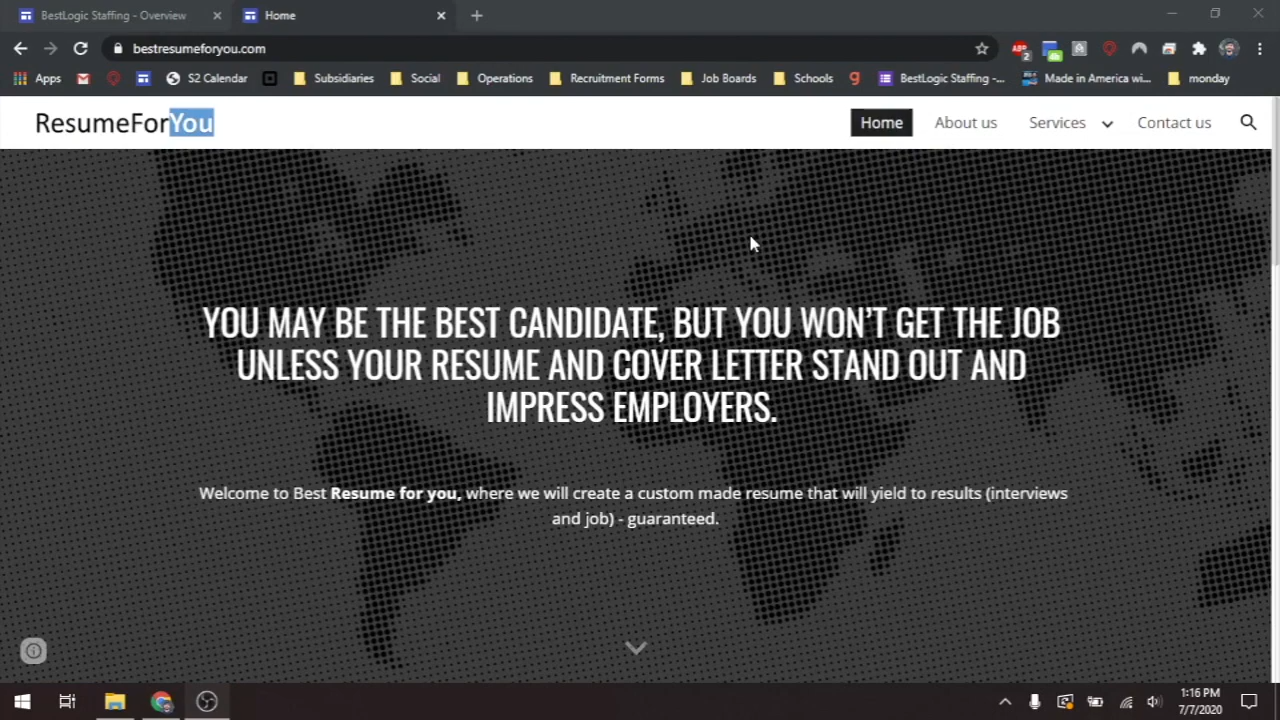 BestLogic Staffing - Overview
Home
bestresumeforyou.com
ABP
2
Apps
S2 Calendar
Subsidiaries
Social
Operations
Recruitment Forms
Job Boards
Schools
BestLogic Staffing -...
Made in America wi...
monday
ResumeForYou
Home
About us
Services
Contact us
YOU MAY BE THE BEST CANDIDATE, BUT YOU WON'T GET THE JOB
UNLESS YOUR RESUME AND COVER LETTER STAND OUT AND
IMPRESS EMPLOYERS.
Welcome to Best Resume for you, where we will create a custom made resume that will yield to results (interviews
and job) - guaranteed.
1:16 PM
7/7/2020